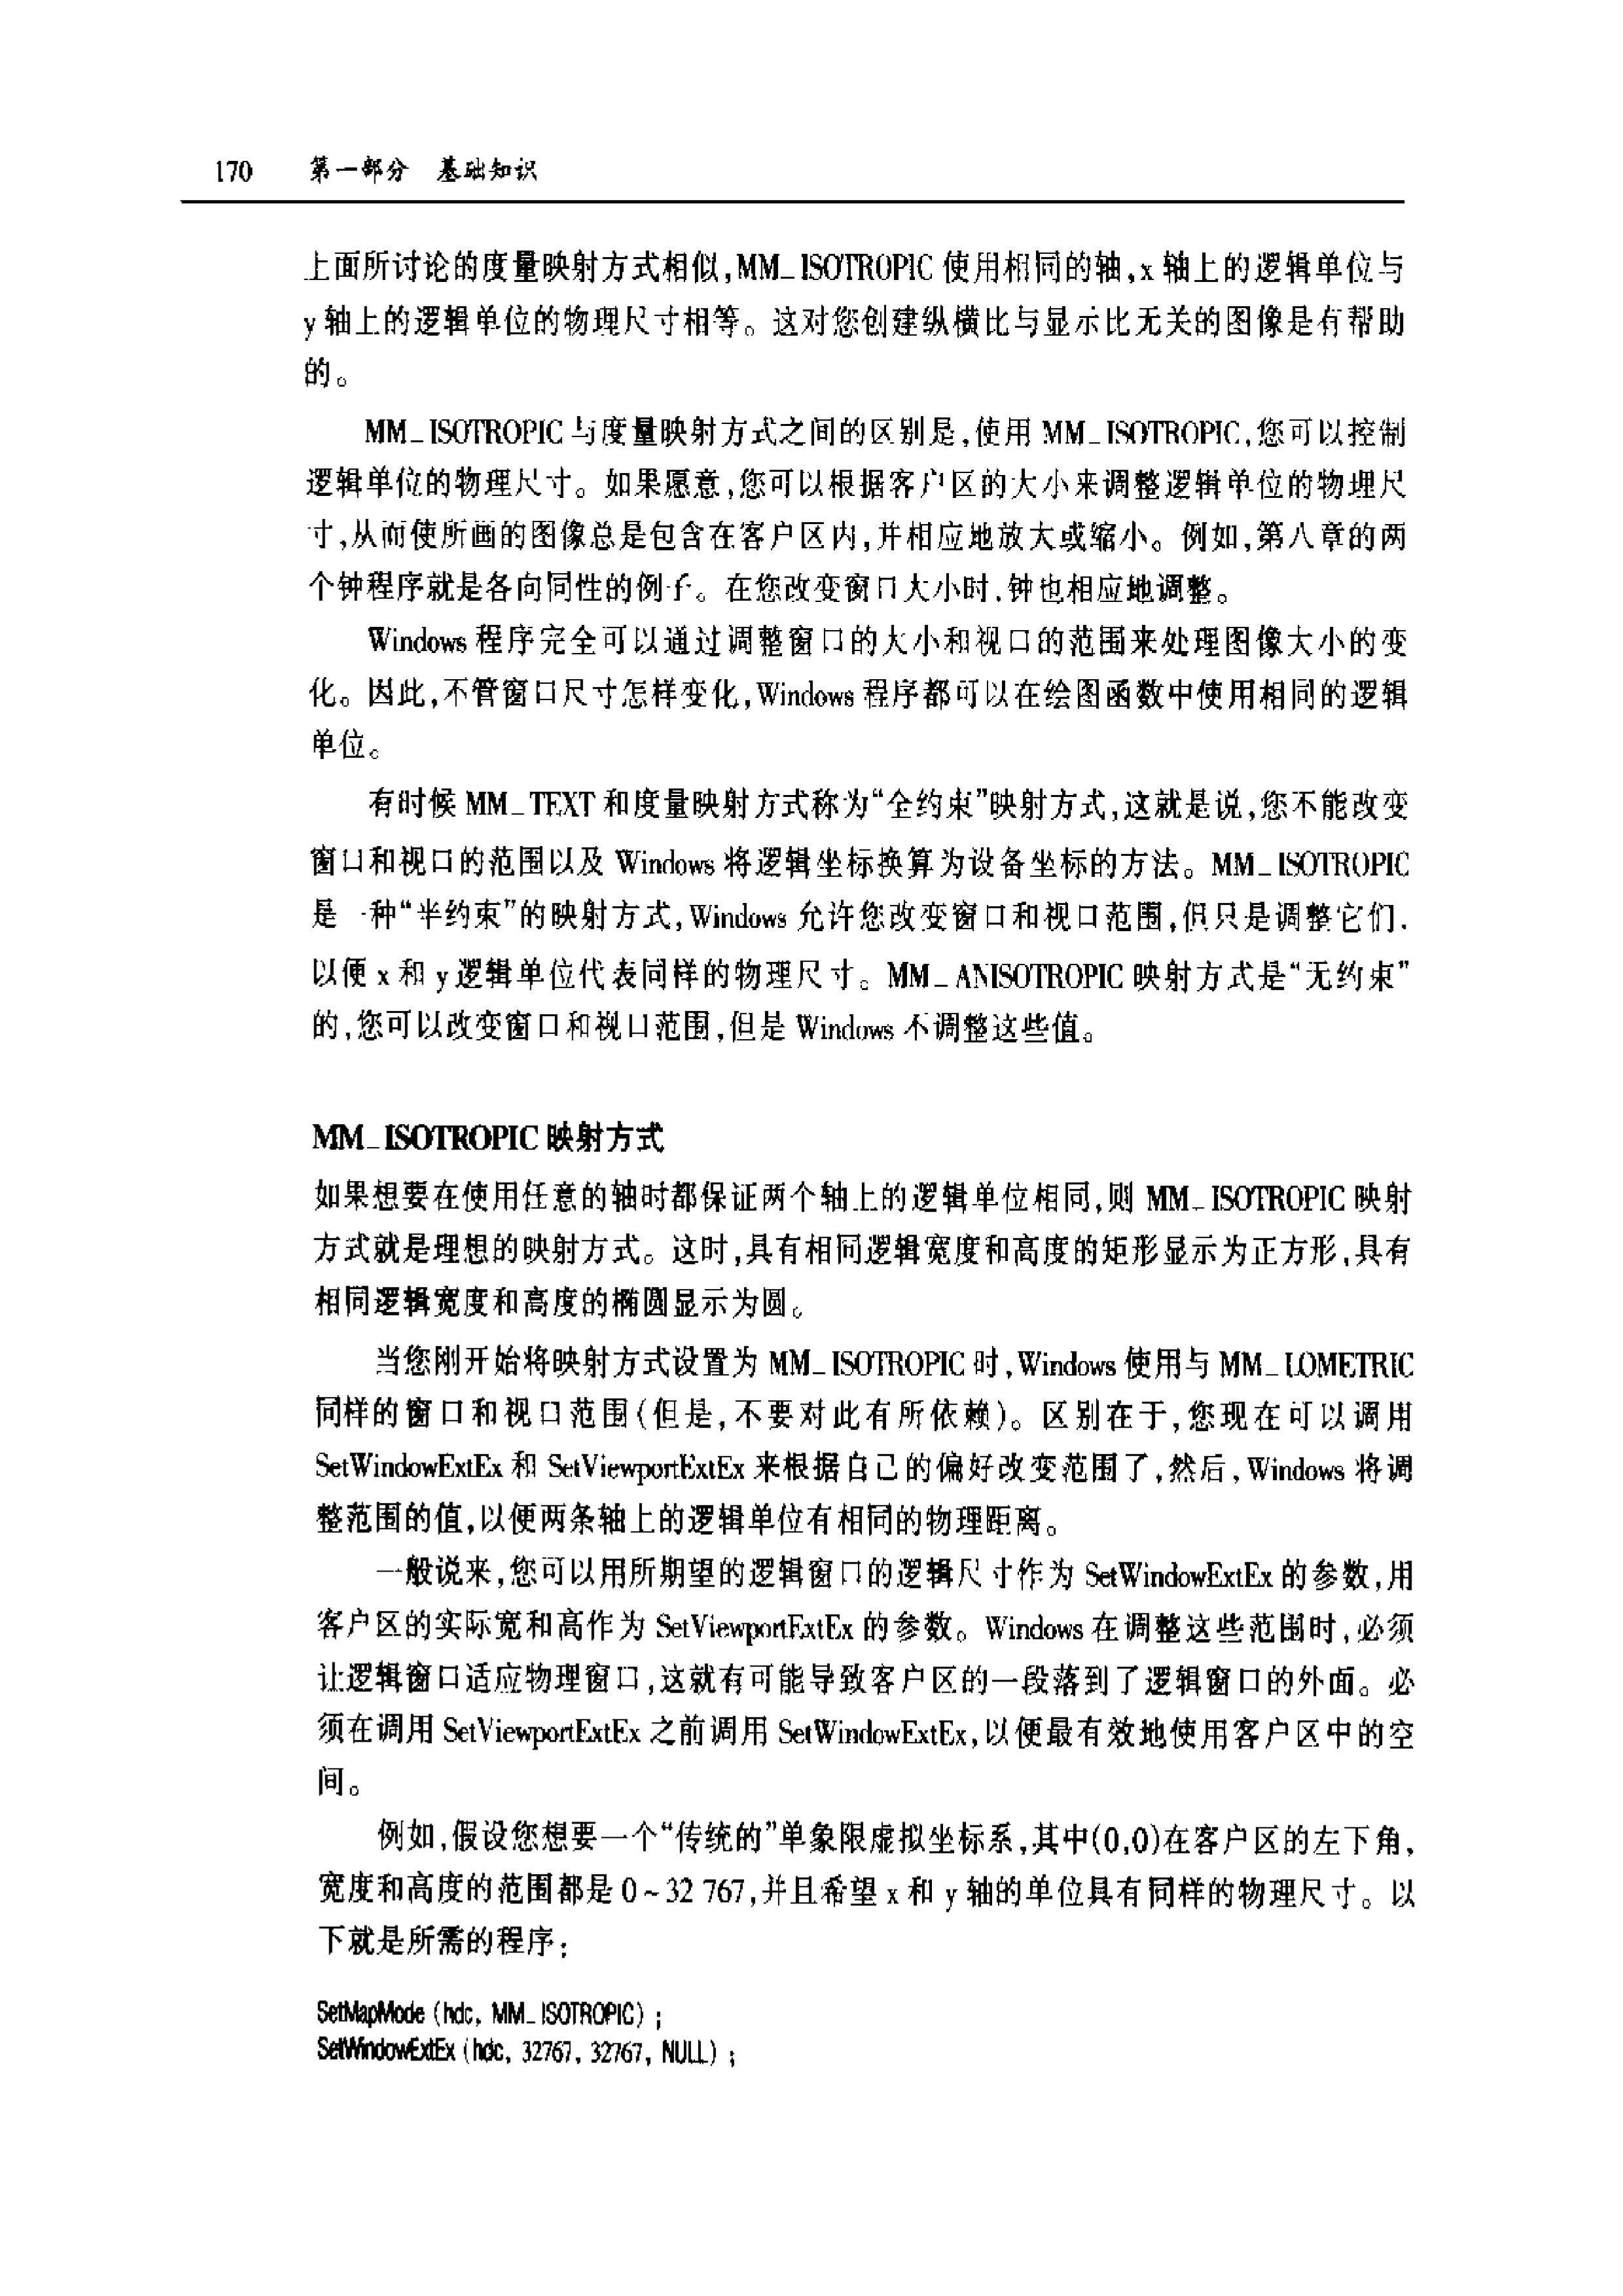 170 第一部分 基础知识
上面所讨论的度量映射方式相似,MM_ISOTROPIC 使用相同的轴,x 轴上的逻辑单位与
y 轴上的逻辑单位的物理尺寸相等。这对您创建纵横比与显示比无关的图像是有帮助
的。
MM_ISOTROPIC 与度量映射方式之间的区别是,使用 MM_ISOTROPIC,您可以控制
逻辑单位的物理尺寸。如果愿意,您可以根据客户区的大小来调整逻辑单位的物理尺
寸,从而使所画的图像总是包含在客户区内,并相应地放大或缩小。例如,第八章的两
个钟程序就是各向同性的例子。在您改变窗口大小时,钟也相应地调整。
Windows 程序完全可以通过调整窗口的大小和视口的范围来处理图像大小的变
化。因此,不管窗口尺寸怎样变化,Windows 程序都可以在绘图函数中使用相同的逻辑
单位。
有时候 MM_TEXT 和度量映射方式称为“全约束”映射方式,这就是说,您不能改变
窗口和视口的范围以及 Windows 将逻辑坐标换算为设备坐标的方法。MM_ISOTROPIC
是一种“半约束”的映射方式,Windows 允许您改变窗口和视口范围,但只是调整它们,
以便 x 和 y 逻辑单位代表同样的物理尺寸。MM_ANISOTROPIC 映射方式是“无约束”
的,您可以改变窗口和视口范围,但是 Windows 不调整这些值。
MM_ISOTROPIC 映射方式
如果想要在使用任意的轴时都保证两个轴上的逻辑单位相同,则 MM_ISOTROPIC 映射
方式就是理想的映射方式。这时,具有相同逻辑宽度和高度的矩形显示为正方形,具有
相同逻辑宽度和高度的椭圆显示为圆。
当您刚开始将映射方式设置为 MM_ISOTROPIC 时,Windows 使用与 MM_LOMETRIC
同样的窗口和视口范围(但是,不要对此有所依赖)。区别在于,您现在可以调用
SetWindowExtEx 和 SetViewportExtEx 来根据自己的偏好改变范围了,然后,Windows 将调
整范围的值,以便两条轴上的逻辑单位有相同的物理距离。
一般说来,您可以用所期望的逻辑窗口的逻辑尺寸作为 SetWindowExtEx 的参数,用
客户区的实际宽和高作为 SetViewportExtEx 的参数。Windows 在调整这些范围时,必须
让逻辑窗口适应物理窗口,这就有可能导致客户区的一段落到了逻辑窗口的外面。必
须在调用 SetViewportExtEx 之前调用 SetWindowExtEx,以便最有效地使用客户区中的空
间。
例如,假设您想要一个“传统的”单象限虚拟坐标系,其中(0,0)在客户区的左下角,
宽度和高度的范围都是 0~32 767,并且希望 x 和 y 轴的单位具有同样的物理尺寸。以
下就是所需的程序:
SetMapMode (hdc, MM_ISOTROPIC) ;
SetWindowExtEx (hdc, 32767, 32767, NULL) ;